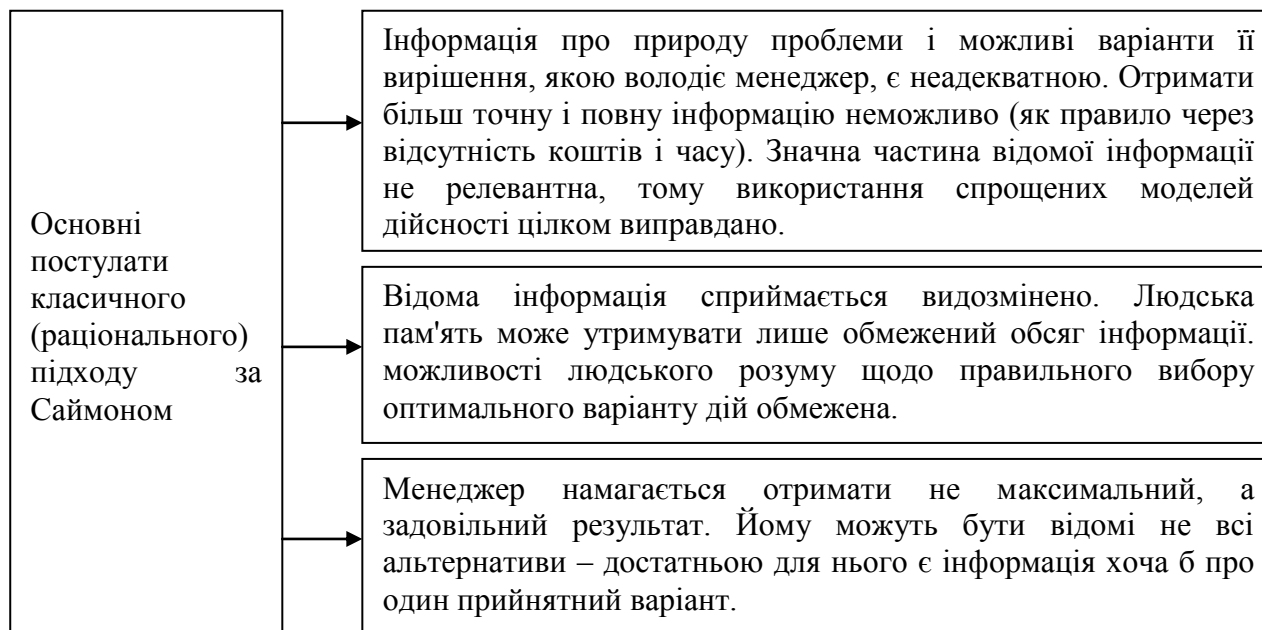 Основні
постулати
класичного
(раціонального)
підходу за
Саймоном
Інформація про природу проблеми і можливі варіанти її
вирішення, якою володіє менеджер, є неадекватною. Отримати
більш точну і повну інформацію неможливо (як правило через
відсутність коштів і часу). Значна частина відомої інформації
не релевантна, тому використання спрощених моделей
дійсності цілком виправдано.
Відома інформація сприймається видозмінено. Людська
пам'ять може утримувати лише обмежений обсяг інформації.
можливості людського розуму щодо правильного вибору
оптимального варіанту дій обмежена.
Менеджер намагається отримати не максимальний, а
задовільний результат. Йому можуть бути відомі не всі
альтернативи – достатньою для нього є інформація хоча б про
один прийнятний варіант.